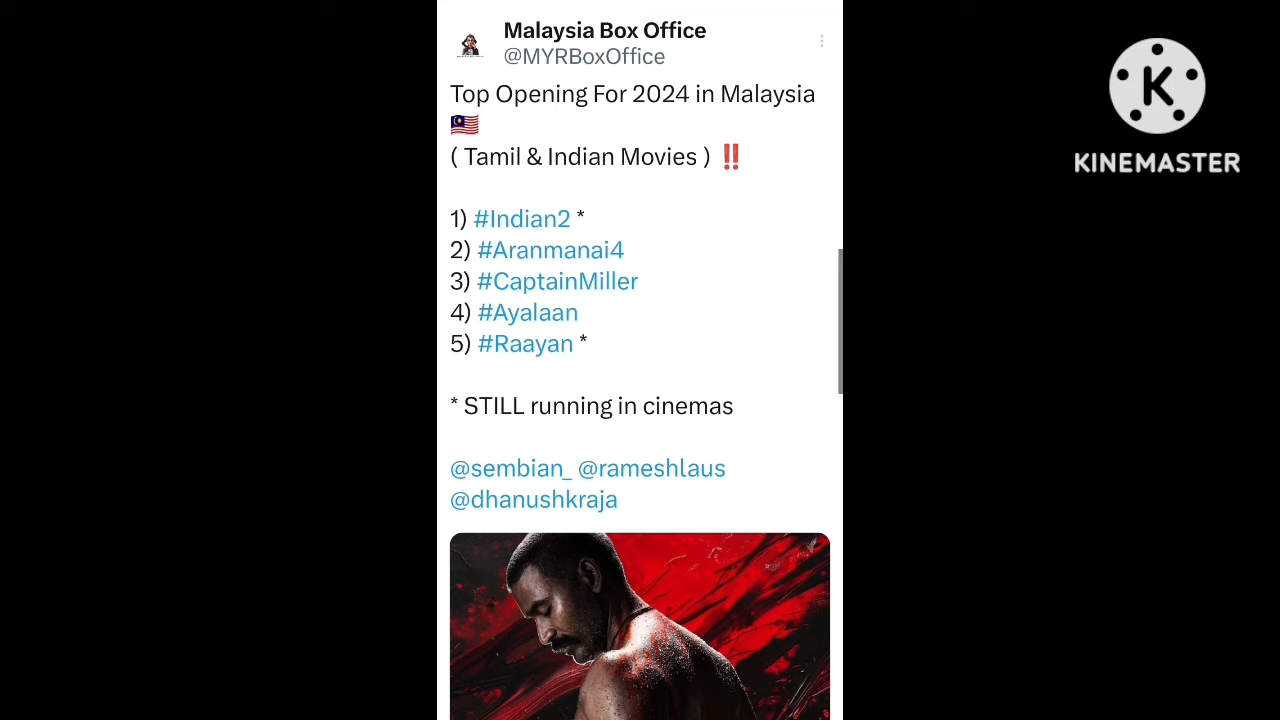 Malaysia Box Office
@MYRBoxOffice
Top Opening For 2024 in Malaysia
🇲🇾
( Tamil & Indian Movies ) ‼️
1) #Indian2 *
2) #Aranmanai4
3) #CaptainMiller
4) #Ayalaan
5) #Raayan *
* STILL running in cinemas
@sembian_ @rameshlaus
@dhanushkraja
K
KINEMASTER